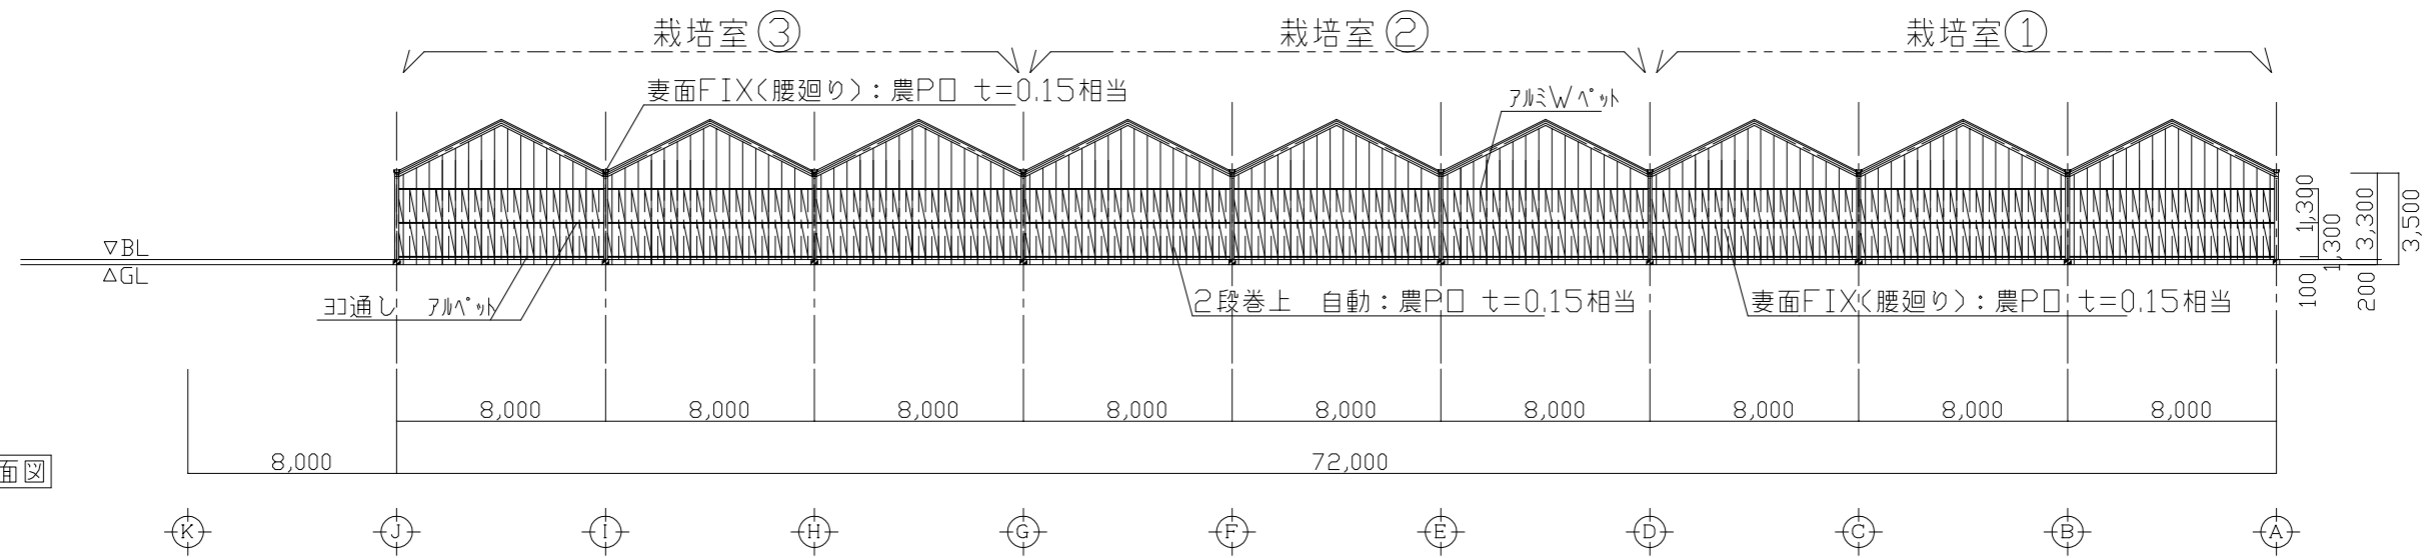 栽培室③
栽培室②
栽培室①
妻面FIX(腰廻り):農PO t=0.15相当
アルミWペット
▽BL
△GL
ヨコ通し アルペット
2段巻上 自動:農PO t=0.15相当
妻面FIX(腰廻り):農PO t=0.15相当
1,300
1,300
3,300
3,500
100
200
8,000
8,000
8,000
8,000
8,000
8,000
8,000
8,000
8,000
8,000
72,000
面図
K
J
I
H
G
F
E
D
C
B
A